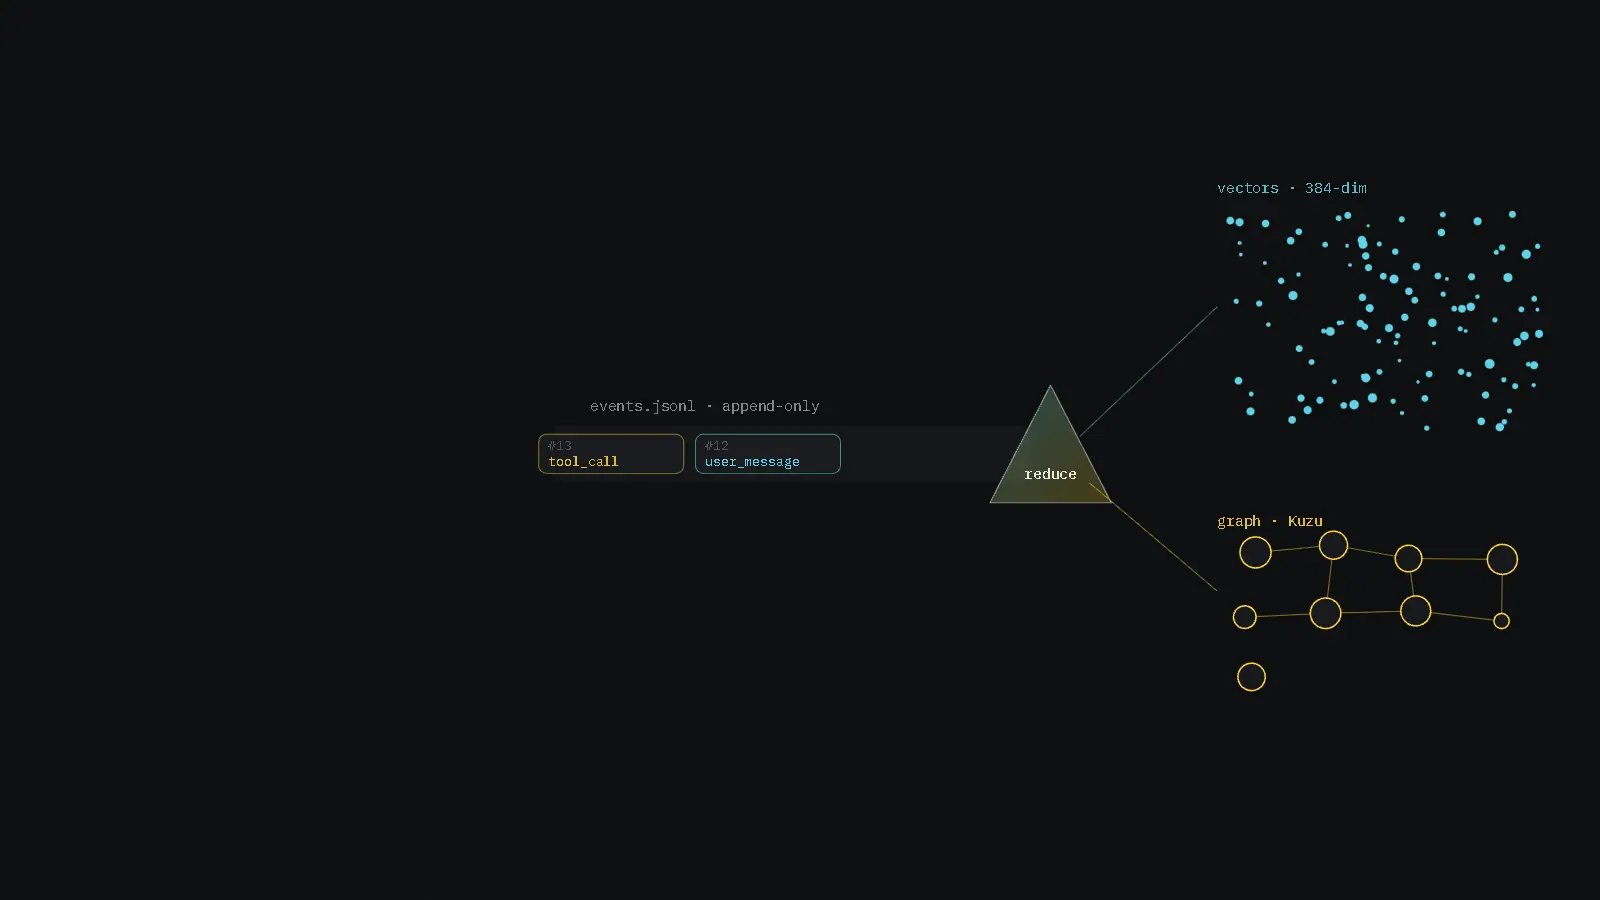 vectors · 384-dim
events.jsonl · append-only
#13
tool_call
#12
user_message
reduce
graph · Kuzu